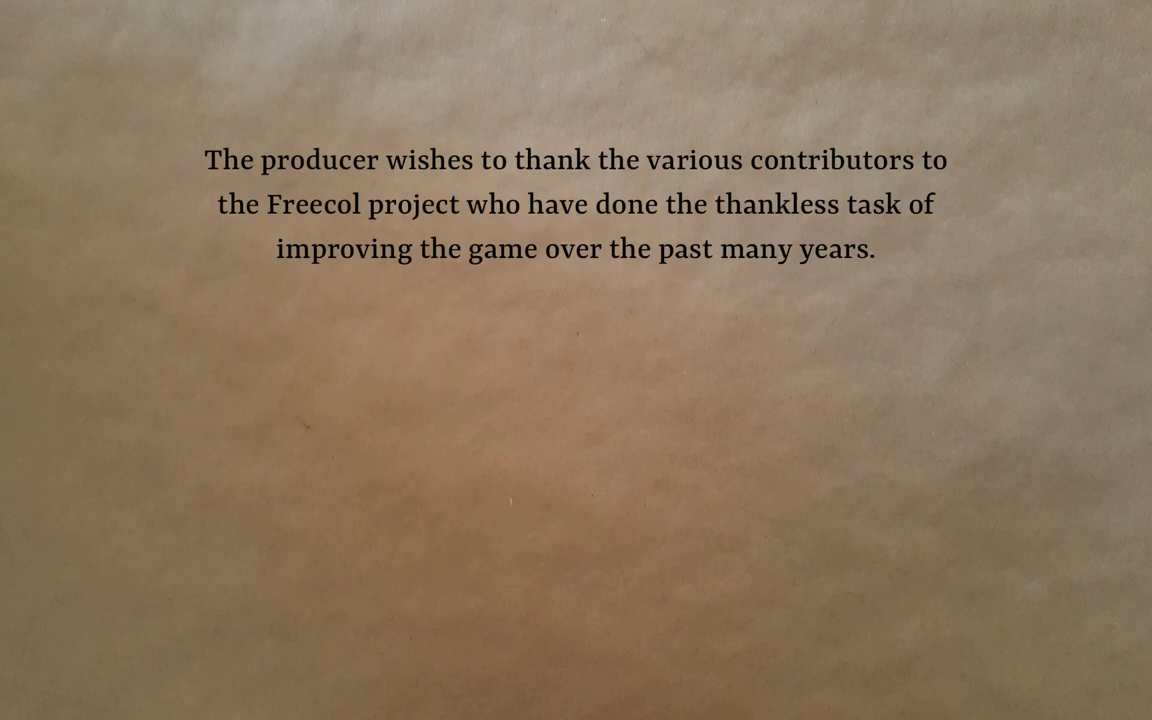 The producer wishes to thank the various contributors to
the Freecol project who have done the thankless task of
improving the game over the past many years.